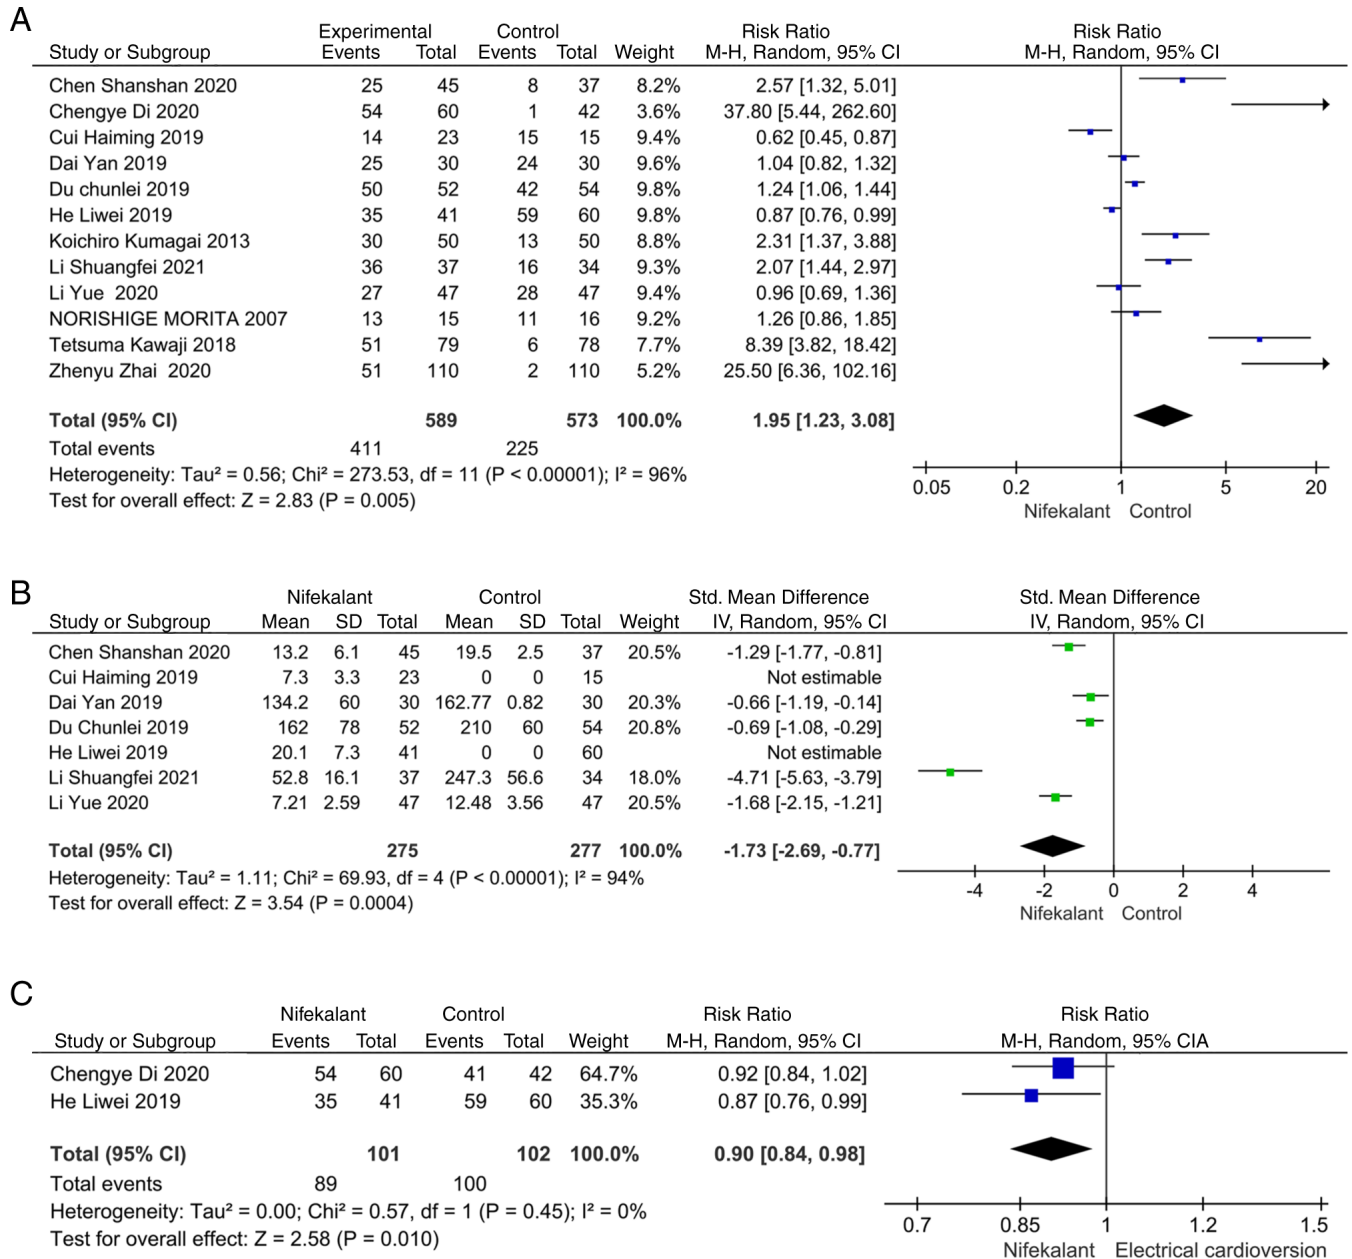 A
Experimental Control Risk Ratio Risk Ratio
Study or Subgroup Events Total Events Total Weight M-H, Random, 95% CI M-H, Random, 95% CI
Chen Shanshan 2020 25 45 8 37 8.2% 2.57 [1.32, 5.01]
Chengye Di 2020 54 60 1 42 3.6% 37.80 [5.44, 262.60]
Cui Haiming 2019 14 23 15 15 9.4% 0.62 [0.45, 0.87]
Dai Yan 2019 25 30 24 30 9.6% 1.04 [0.82, 1.32]
Du chunlei 2019 50 52 42 54 9.8% 1.24 [1.06, 1.44]
He Liwei 2019 35 41 59 60 9.8% 0.87 [0.76, 0.99]
Koichiro Kumagai 2013 30 50 13 50 8.8% 2.31 [1.37, 3.88]
Li Shuangfei 2021 36 37 16 34 9.3% 2.07 [1.44, 2.97]
Li Yue 2020 27 47 28 47 9.4% 0.96 [0.69, 1.36]
NORISHIGE MORITA 2007 13 15 11 16 9.2% 1.26 [0.86, 1.85]
Tetsuma Kawaji 2018 51 79 6 78 7.7% 8.39 [3.82, 18.42]
Zhenyu Zhai 2020 51 110 2 110 5.2% 25.50 [6.36, 102.16]
Total (95% CI) 589 573 100.0% 1.95 [1.23, 3.08]
Total events 411 225
Heterogeneity: Tau² = 0.56; Chi² = 273.53, df = 11 (P < 0.00001); I² = 96%
Test for overall effect: Z = 2.83 (P = 0.005)
0.05 0.2 1 5 20
Nifekalant Control
B
Nifekalant Control Std. Mean Difference Std. Mean Difference
Study or Subgroup Mean SD Total Mean SD Total Weight IV, Random, 95% CI IV, Random, 95% CI
Chen Shanshan 2020 13.2 6.1 45 19.5 2.5 37 20.5% -1.29 [-1.77, -0.81]
Cui Haiming 2019 7.3 3.3 23 0 0 15 Not estimable
Dai Yan 2019 134.2 60 30 162.77 0.82 30 20.3% -0.66 [-1.19, -0.14]
Du Chunlei 2019 162 78 52 210 60 54 20.8% -0.69 [-1.08, -0.29]
He Liwei 2019 20.1 7.3 41 0 0 60 Not estimable
Li Shuangfei 2021 52.8 16.1 37 247.3 56.6 34 18.0% -4.71 [-5.63, -3.79]
Li Yue 2020 7.21 2.59 47 12.48 3.56 47 20.5% -1.68 [-2.15, -1.21]
Total (95% CI) 275 277 100.0% -1.73 [-2.69, -0.77]
Heterogeneity: Tau² = 1.11; Chi² = 69.93, df = 4 (P < 0.00001); I² = 94%
Test for overall effect: Z = 3.54 (P = 0.0004)
-4 -2 0 2 4
Nifekalant Control
C
Nifekalant Control Risk Ratio Risk Ratio
Study or Subgroup Events Total Events Total Weight M-H, Random, 95% CI M-H, Random, 95% CIA
Chengye Di 2020 54 60 41 42 64.7% 0.92 [0.84, 1.02]
He Liwei 2019 35 41 59 60 35.3% 0.87 [0.76, 0.99]
Total (95% CI) 101 102 100.0% 0.90 [0.84, 0.98]
Total events 89 100
Heterogeneity: Tau² = 0.00; Chi² = 0.57, df = 1 (P = 0.45); I² = 0%
Test for overall effect: Z = 2.58 (P = 0.010)
0.7 0.85 1 1.2 1.5
Nifekalant Electrical cardioversion